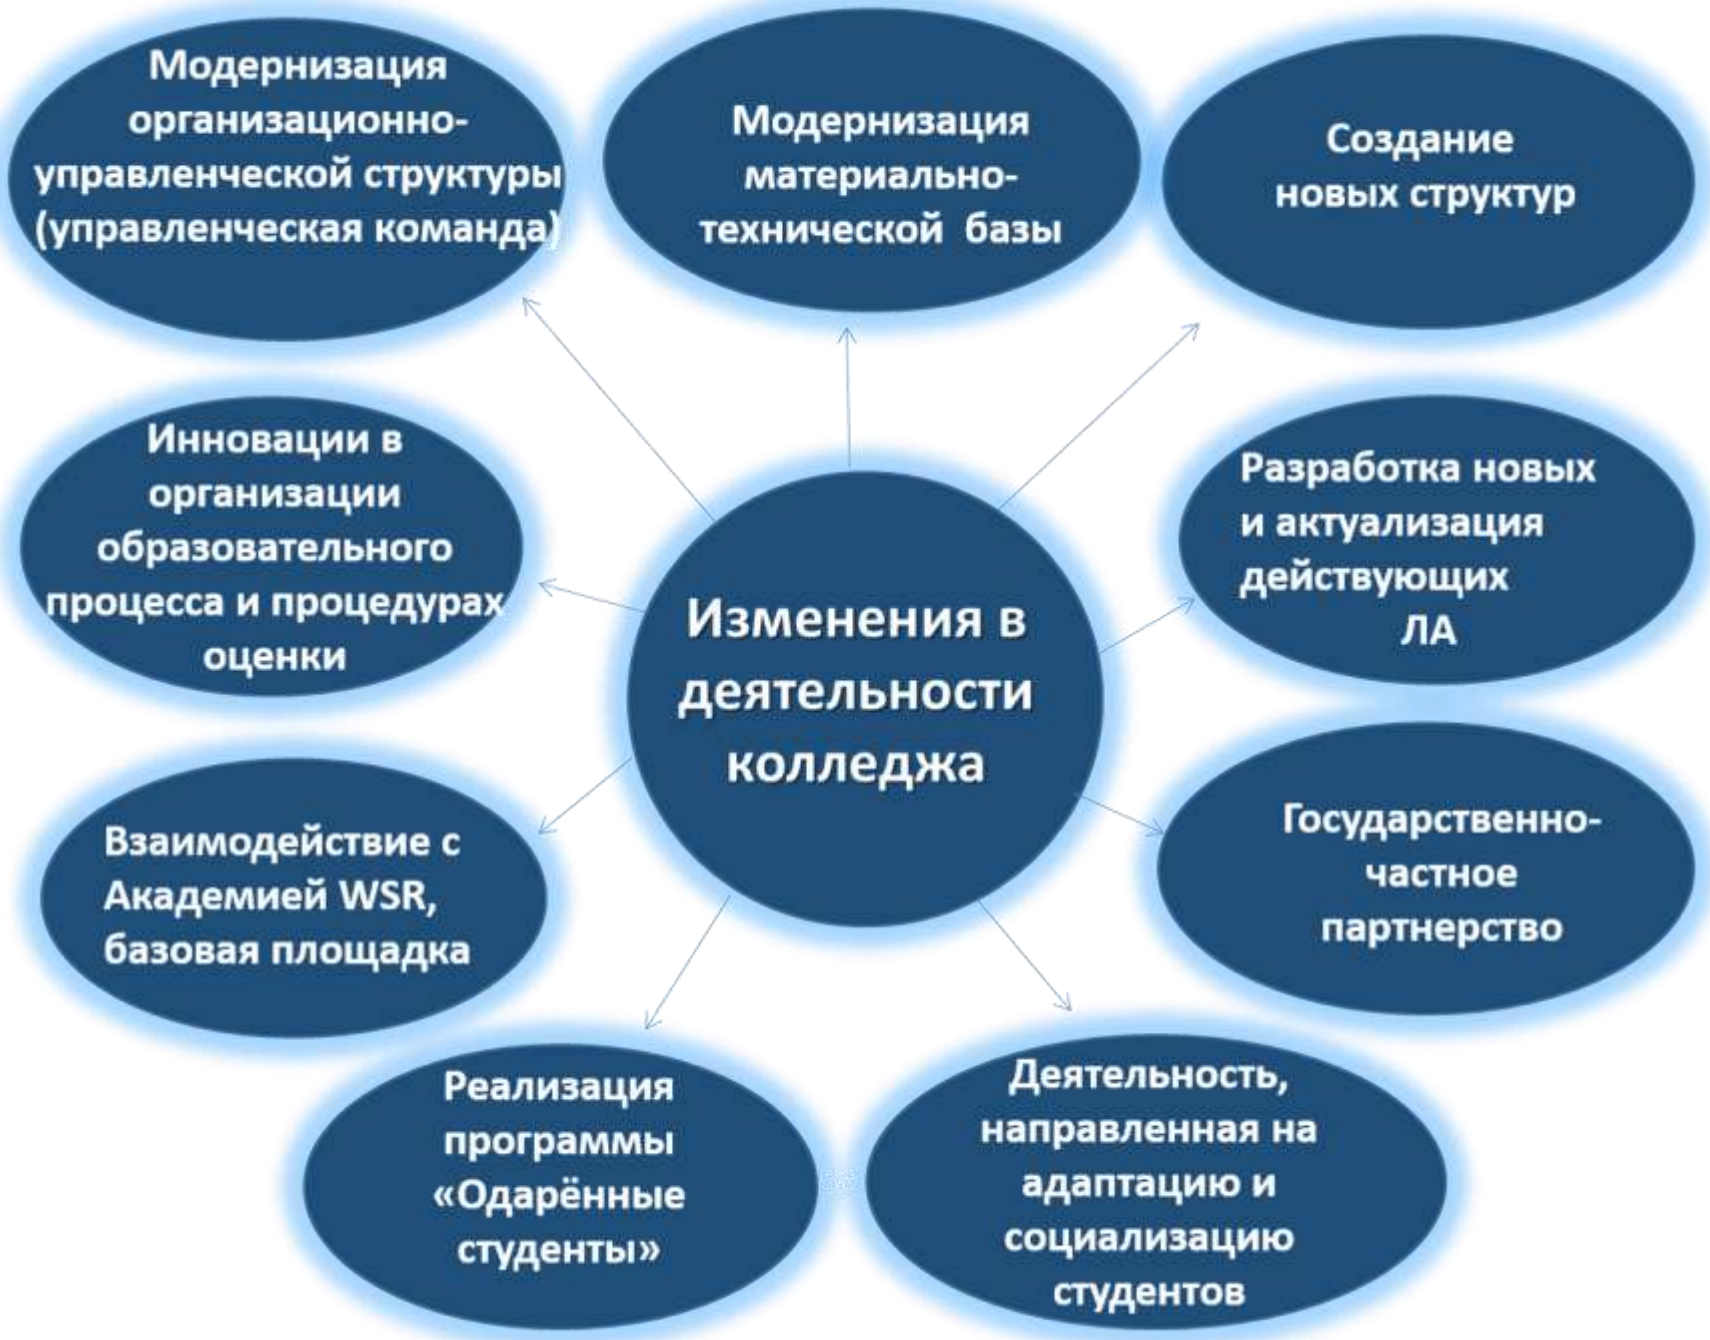 Модернизация
организационно-
управленческой структуры
(управленческая команда)
Модернизация
материально-
технической базы
Создание
новых структур
Инновации в
организации
образовательного
процесса и процедурах
оценки
Изменения в
деятельности
колледжа
Разработка новых
и актуализация
действующих
ЛА
Взаимодействие с
Академией WSR,
базовая площадка
Государственно-
частное
партнерство
Реализация
программы
«Одарённые
студенты»
Деятельность,
направленная на
адаптацию и
социализацию
студентов